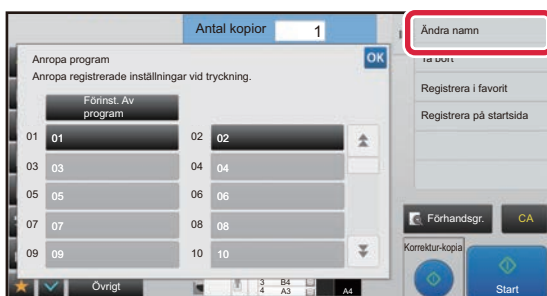 Antal kopior 1
Ändra namn
Ta bort
Registrera i favorit
Registrera på startsida
Anropa program
OK
Anropa registrerade inställningar vid tryckning.
Förinst. Av
program
01 01 02 02
03 03 04 04
05 05 06 06
07 07 08 08
09 09 10 10
Förhandsgr. CA
Korrektur-kopia
Start
Övrigt
3 B4
4 A3
A4